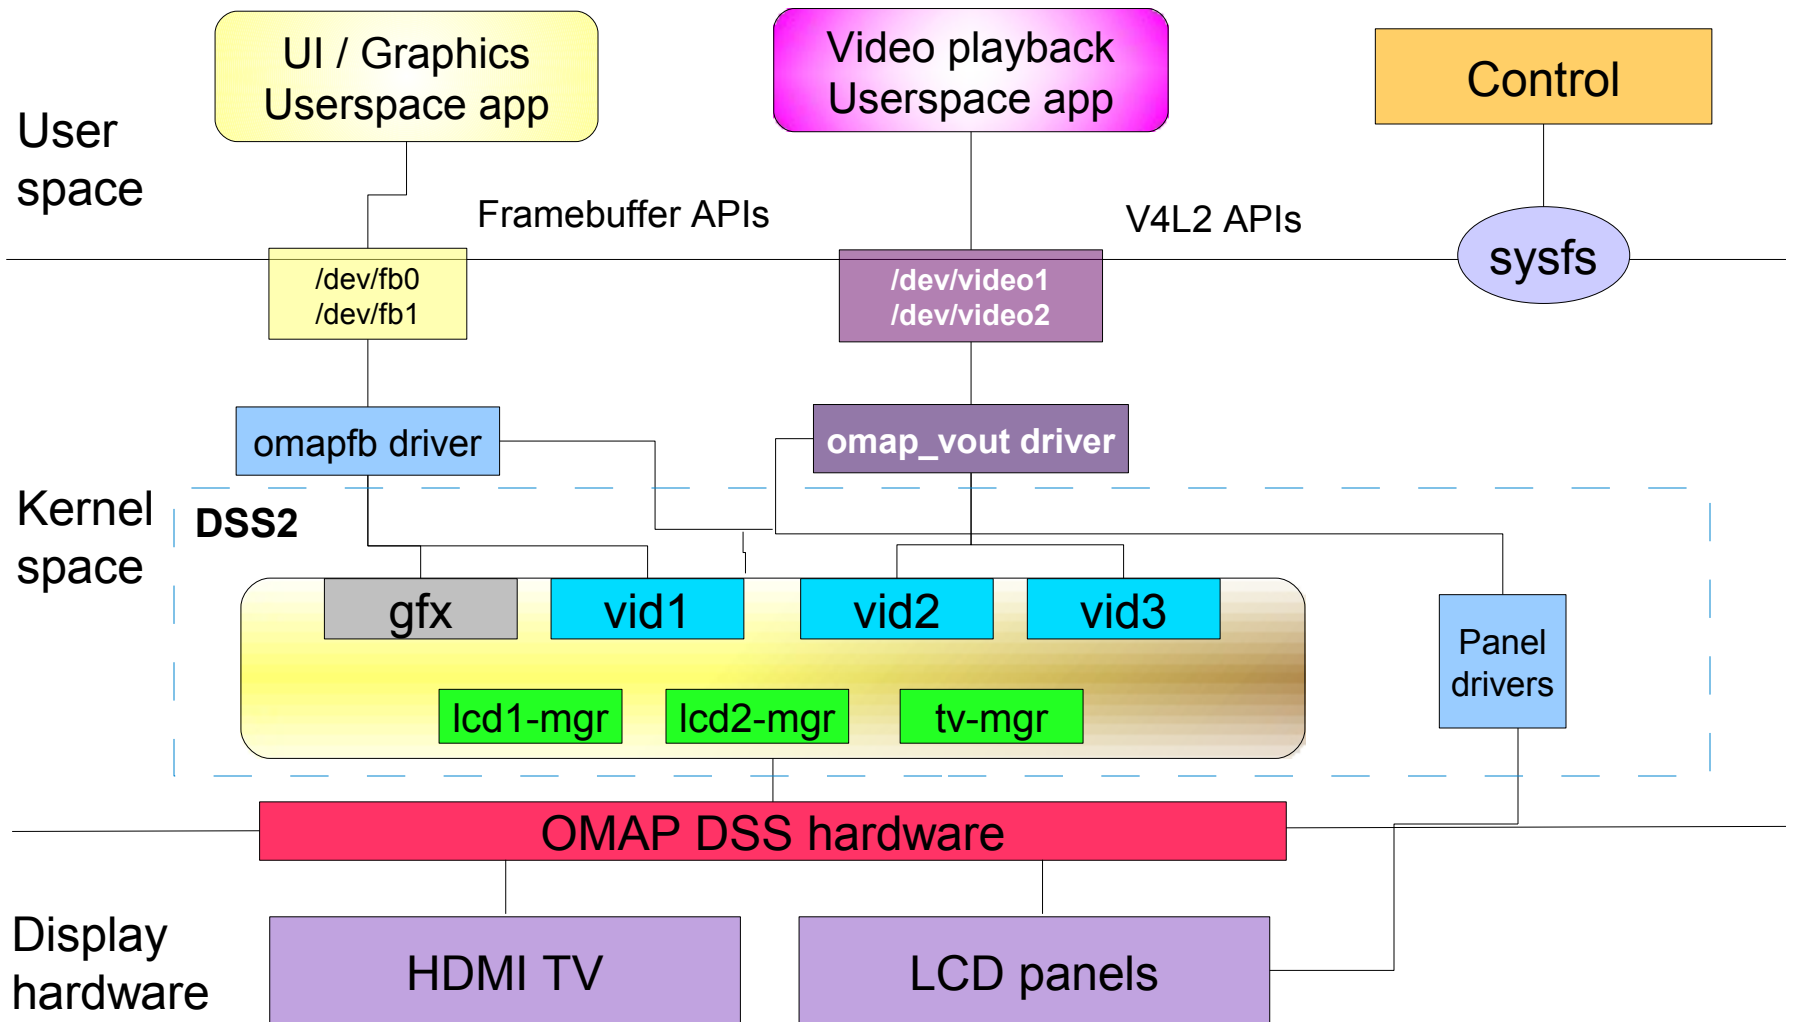 UI / Graphics
Userspace app
Video playback
Userspace app
Control
User
space
Framebuffer APIs
V4L2 APIs
sysfs
/dev/fb0
/dev/fb1
/dev/video1
/dev/video2
omapfb driver
omap_vout driver
Kernel
space
DSS2
gfx
vid1
vid2
vid3
Panel
drivers
lcd1-mgr
lcd2-mgr
tv-mgr
OMAP DSS hardware
Display
hardware
HDMI TV
LCD panels